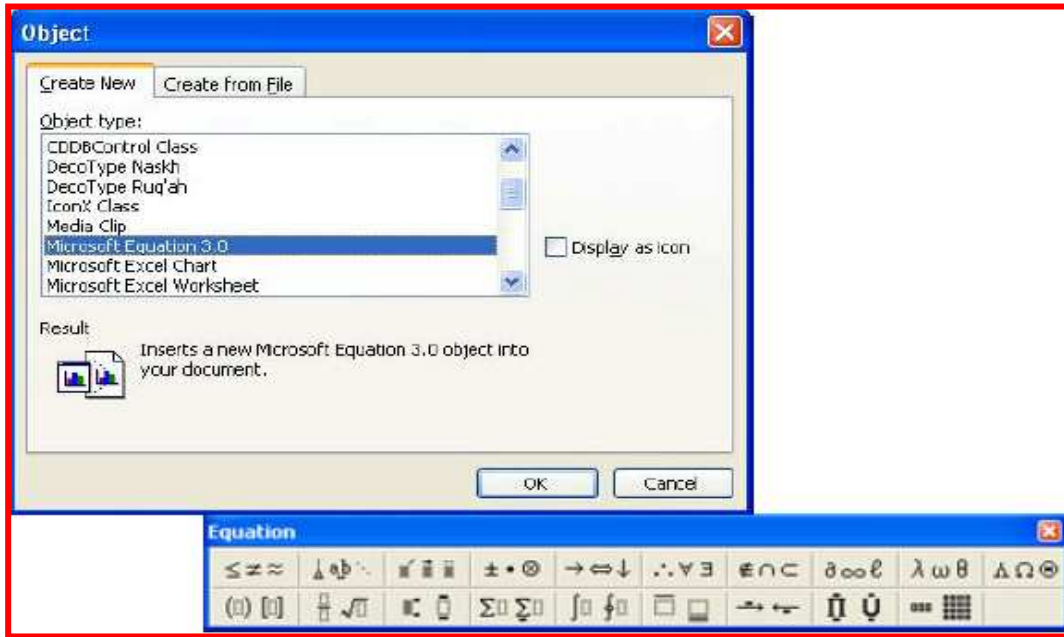 Object
Create New Create from File
Object type:
CDDBControl Class
DecoType Naskh
DecoType Ruq'ah
IconX Class
Media Clip
Microsoft Equation 3.0
Microsoft Excel Chart
Microsoft Excel Worksheet
Display as icon
Result
Inserts a new Microsoft Equation 3.0 object into
your document.
OK Cancel
Equation
≤≠≈ ± • ⊗ →⇔↓ ∴∀∃ ∉∩⊂ ∂∞ℓ λωθ ΛΩ⊛